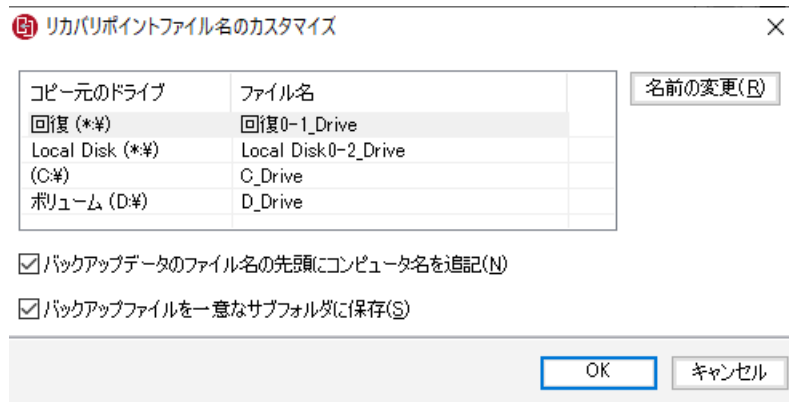 リカバリポイントファイル名のカスタマイズ
コピー元のドライブ ファイル名
名前の変更(R)
回復 (*:¥) 回復0-1_Drive
Local Disk (*:¥) Local Disk0-2_Drive
(C:¥) C_Drive
ボリューム (D:¥) D_Drive
バックアップデータのファイル名の先頭にコンピュータ名を追記(N)
バックアップファイルを一意なサブフォルダに保存(S)
OK キャンセル